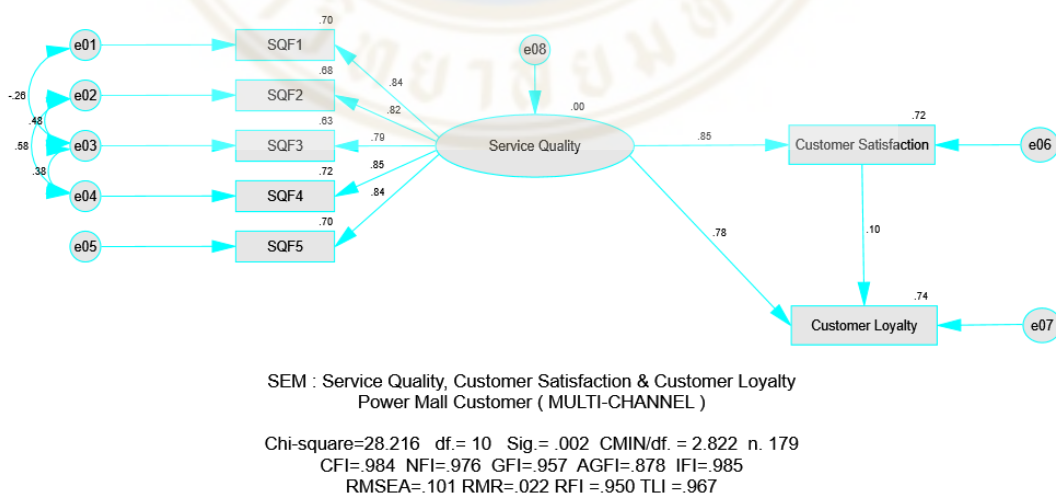 .70
e01 SQF1
e08
.84
.68
e02 SQF2
.82
.00
-.26
.48
.63
.72
e03 SQF3 .79 Service Quality .85 Customer Satisfaction e06
.58
.38
.72
.85
e04 SQF4
.84
.70
.78 .10
e05 SQF5
.74
Customer Loyalty e07
SEM : Service Quality, Customer Satisfaction & Customer Loyalty
Power Mall Customer ( MULTI-CHANNEL )
Chi-square=28.216 df.= 10 Sig.= .002 CMIN/df. = 2.822 n. 179
CFI=.984 NFI=.976 GFI=.957 AGFI=.878 IFI=.985
RMSEA=.101 RMR=.022 RFI =.950 TLI =.967